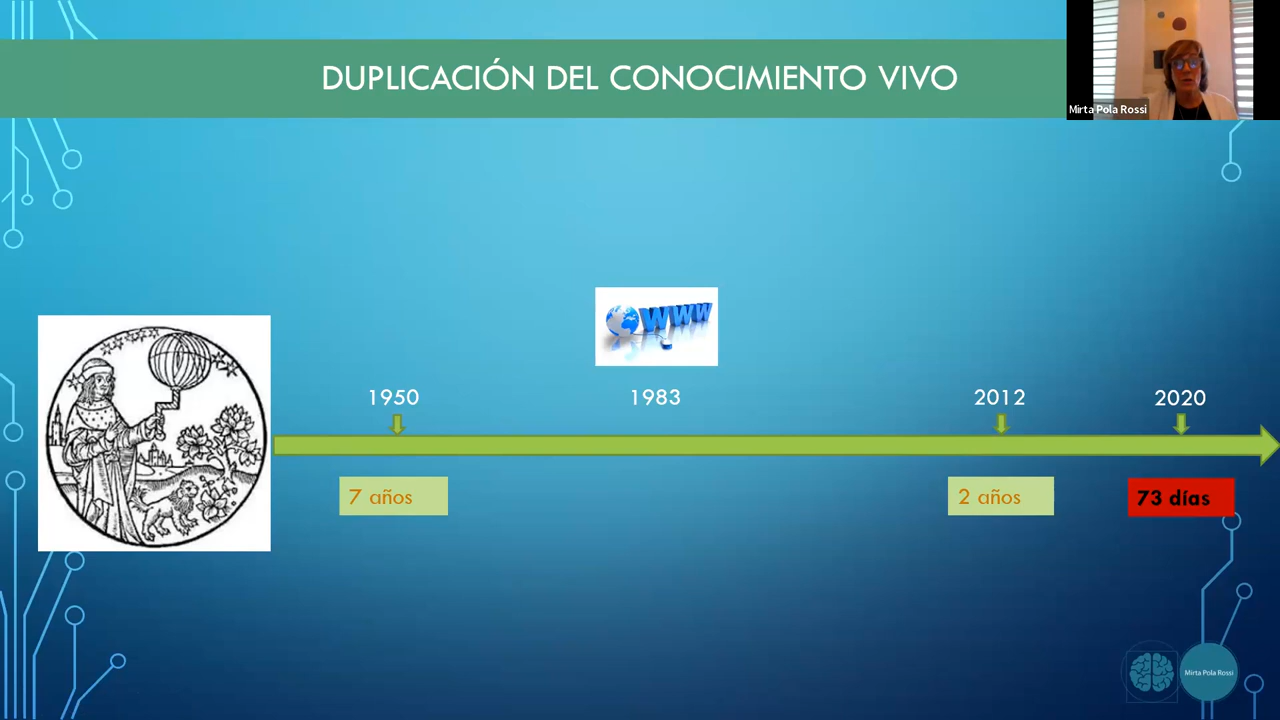 DUPLICACIÓN DEL CONOCIMIENTO VIVO
Mirta Pola Rossi
WWW
1950
1983
2012
2020
7 años
2 años
73 días
Mirta Pola Rossi